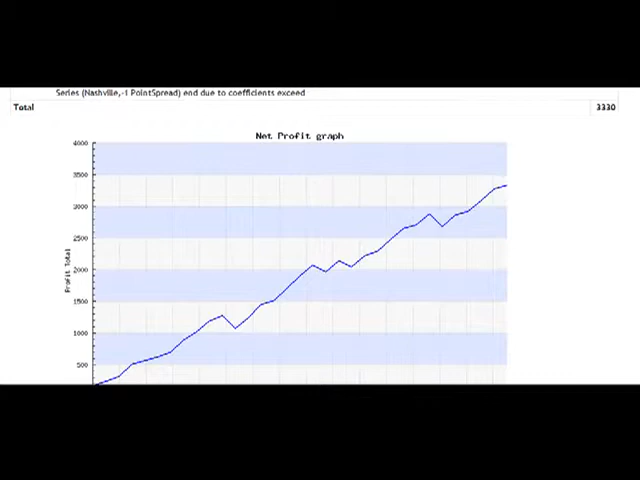 Series (Nashville,-1 PointSpread) end due to coefficients exceed
Total 3330
Net Profit graph
4000
3500
3000
2500
2000
1500
1000
500
Profit Total